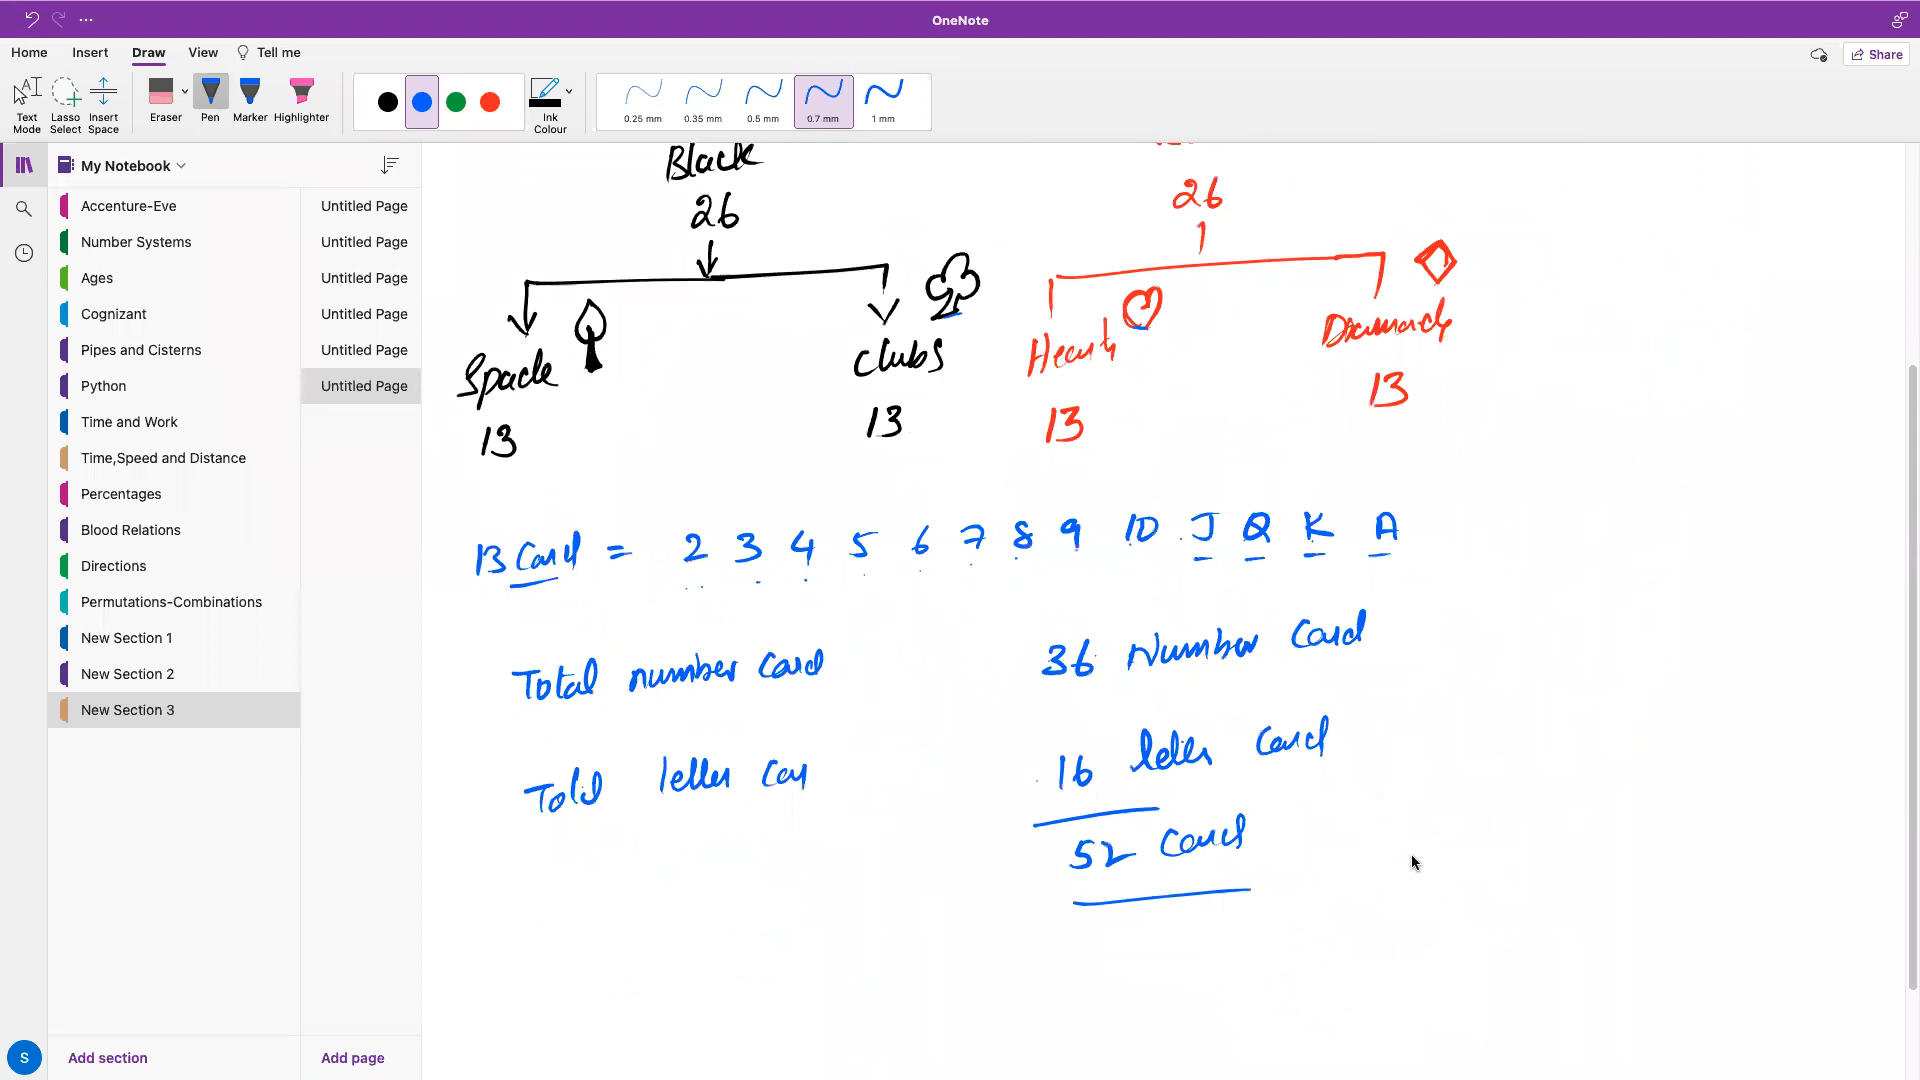 OneNote
Home Insert Draw View Tell me
Share
Text Mode
Lasso Select
Insert Space
Eraser
Pen
Marker
Highlighter
Ink Colour
0.25 mm
0.35 mm
0.5 mm
0.7 mm
1 mm
My Notebook
Accenture-Eve
Number Systems
Ages
Cognizant
Pipes and Cisterns
Python
Time and Work
Time,Speed and Distance
Percentages
Blood Relations
Directions
Permutations-Combinations
New Section 1
New Section 2
New Section 3
Untitled Page
Untitled Page
Untitled Page
Untitled Page
Untitled Page
Untitled Page
S
Add section
Add page
Black
26
26
Spade
Clubs
Hearts
13
13
13
13
13 Card = 2 3 4 5 6 7 8 9 10 J Q K A
Total number Card
36 Number Card
Total letter
16 letter Card
52 Card